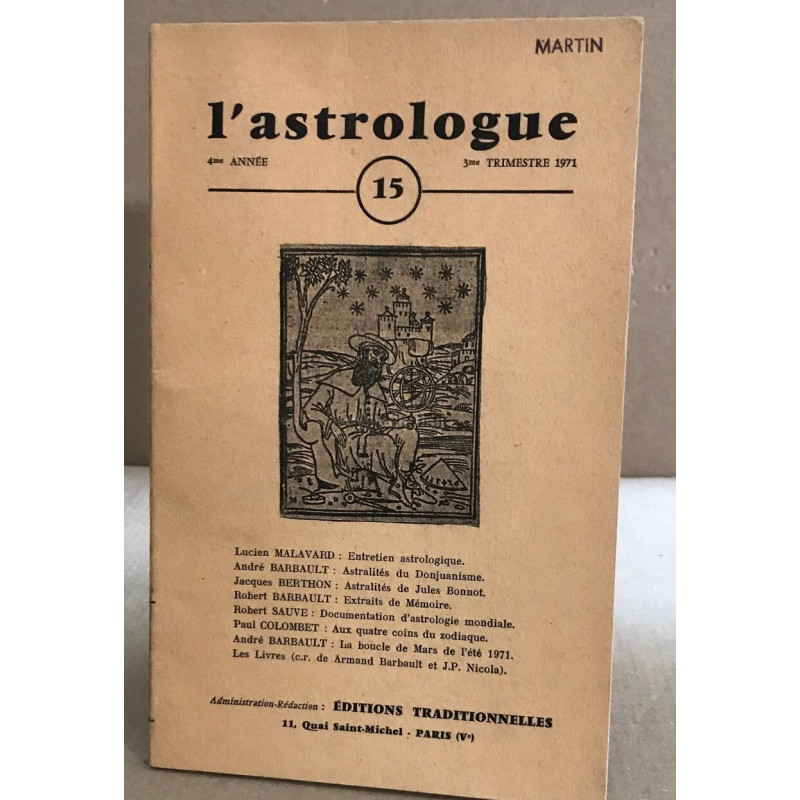 MARTIN
l'astrologue
4me ANNÉE 3me TRIMESTRE 1971
15
Lucien MALAVARD : Entretien astrologique.
André BARBAULT : Astralités du Donjuanisme.
Jacques BERTHON : Astralités de Jules Bonnot.
Robert BARBAULT : Extraits de Mémoire.
Robert SAUVE : Documentation d'astrologie mondiale.
Paul COLOMBET : Aux quatre coins du zodiaque.
André BARBAULT : La boucle de Mars de l'été 1971.
Les Livres (c.r. de Armand Barbault et J.P. Nicola).
Administration-Rédaction : ÉDITIONS TRADITIONNELLES
11, Quai Saint-Michel - PARIS (Ve)